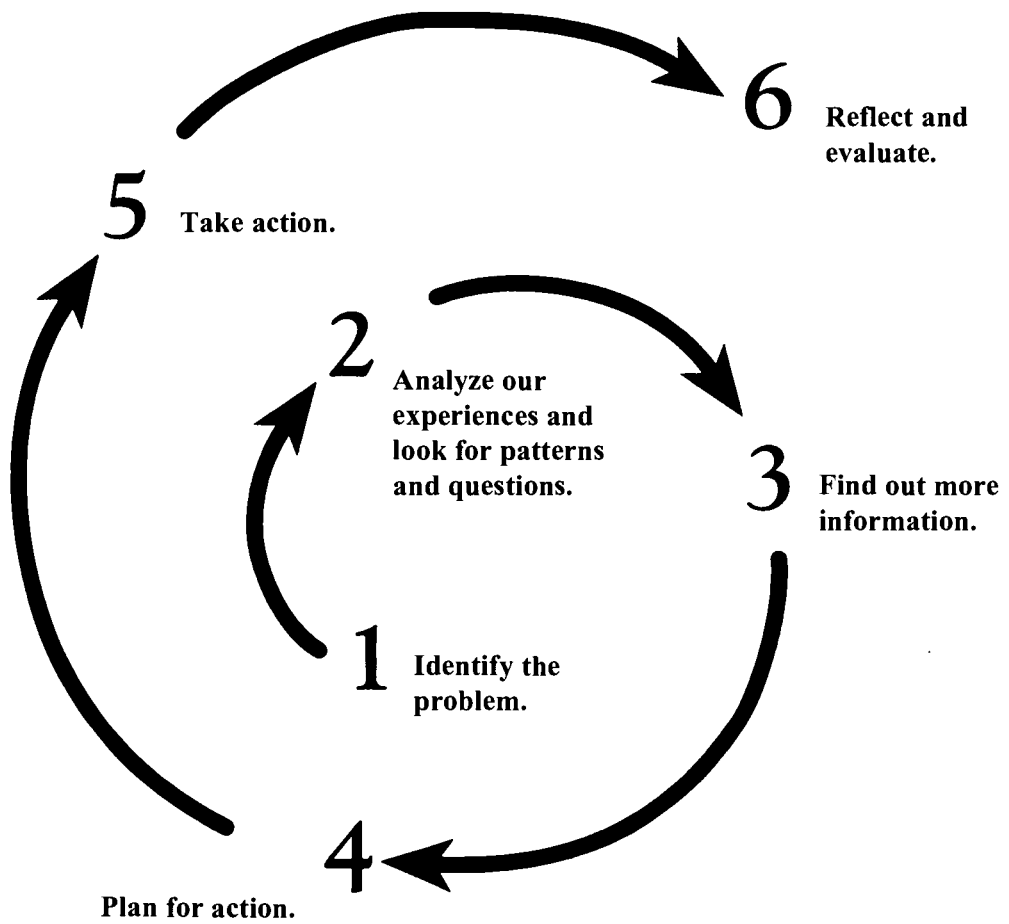 6
Reflect and
evaluate.
5
Take action.
2
Analyze our
experiences and
look for patterns
and questions.
3
Find out more
information.
1
Identify the
problem.
4
Plan for action.